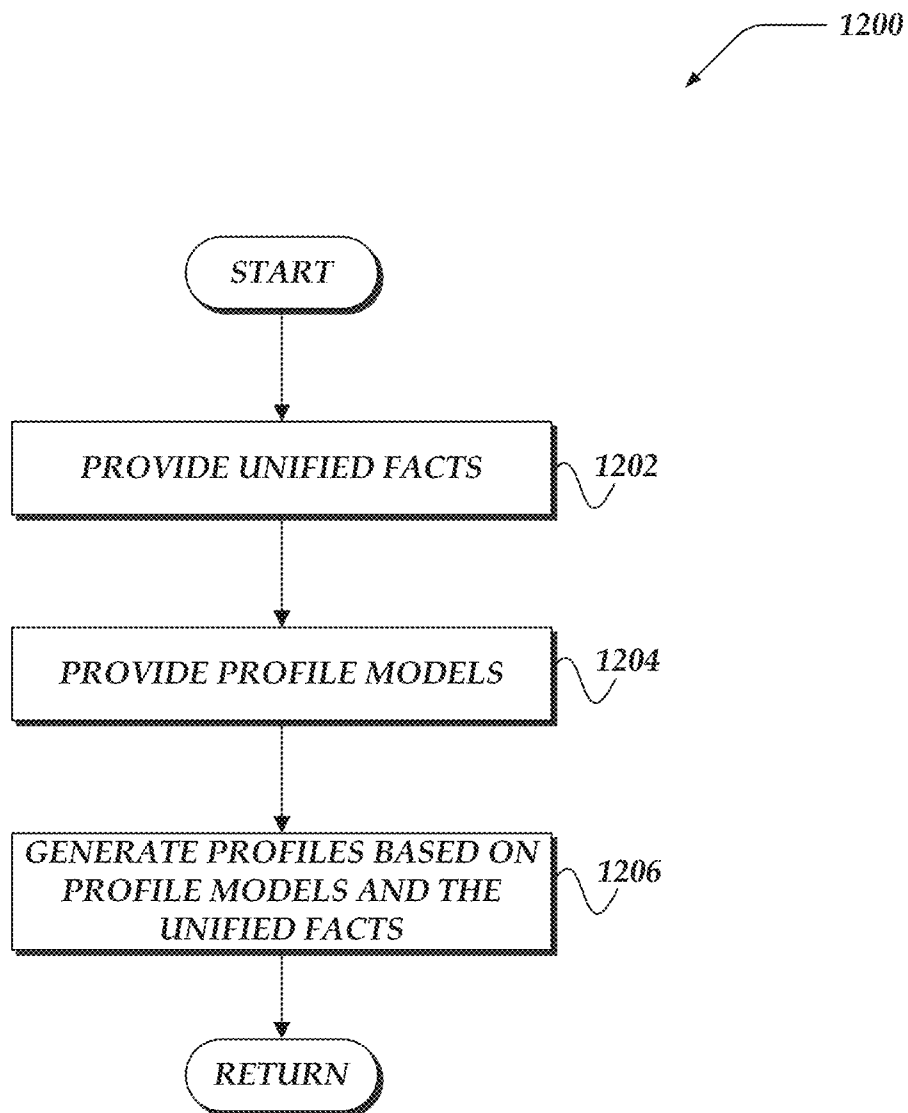 1200
START
PROVIDE UNIFIED FACTS
1202
PROVIDE PROFILE MODELS
1204
GENERATE PROFILES BASED ON
PROFILE MODELS AND THE
UNIFIED FACTS
1206
RETURN